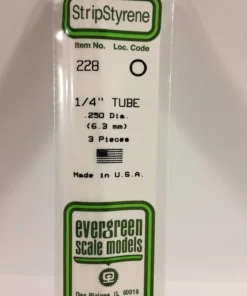 StripStyrene
Item No. Loc. Code
228
1/4" TUBE
.250 Dia.
(6.3 mm)
3 Pieces
Made in U.S.A.
evergreen
scale models
Des Plaines, IL 60018